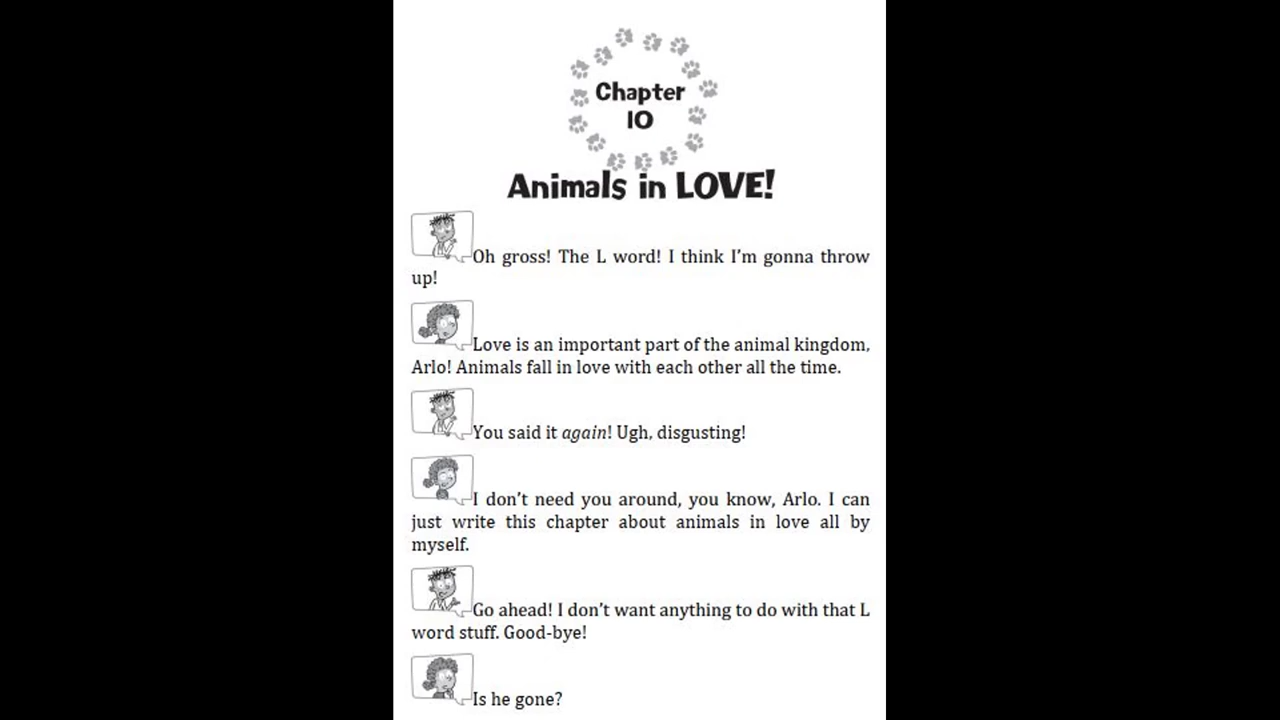 Chapter
10
Animals in LOVE!
Oh gross! The L word! I think I’m gonna throw
up!
Love is an important part of the animal kingdom,
Arlo! Animals fall in love with each other all the time.
You said it again! Ugh, disgusting!
I don’t need you around, you know, Arlo. I can
just write this chapter about animals in love all by
myself.
Go ahead! I don’t want anything to do with that L
word stuff. Good-bye!
Is he gone?